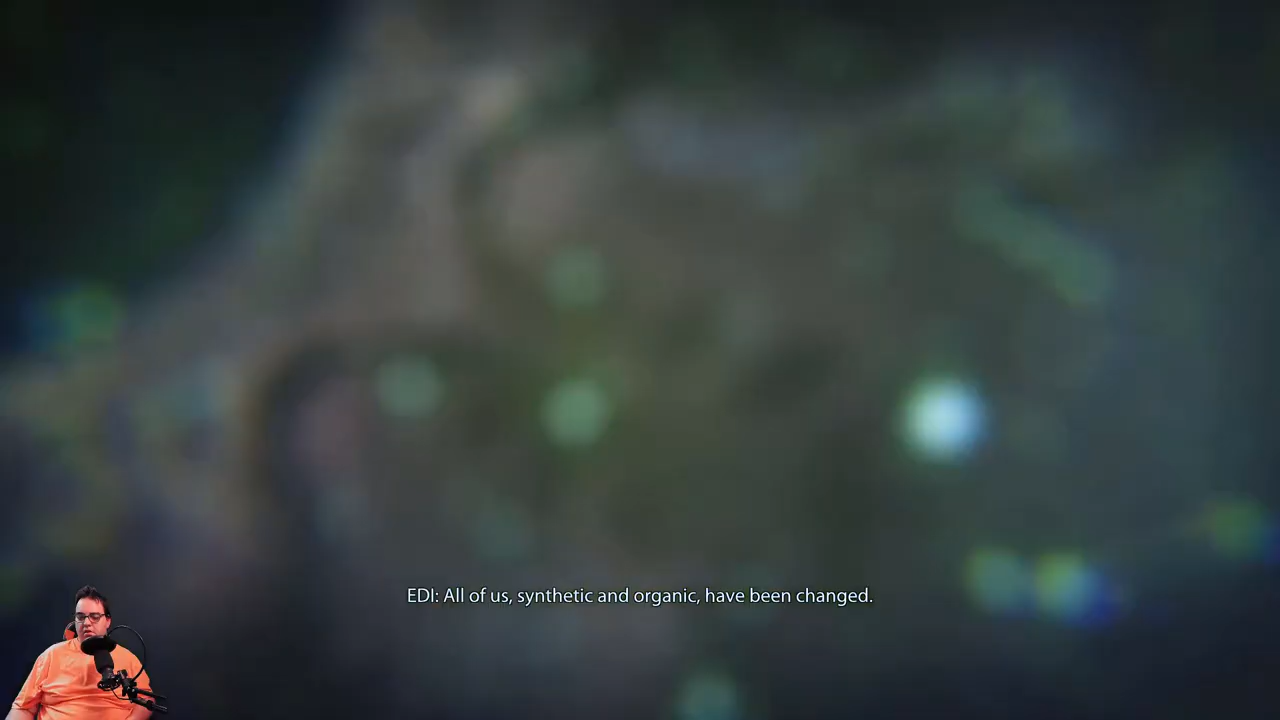 EDI: All of us, synthetic and organic, have been changed.